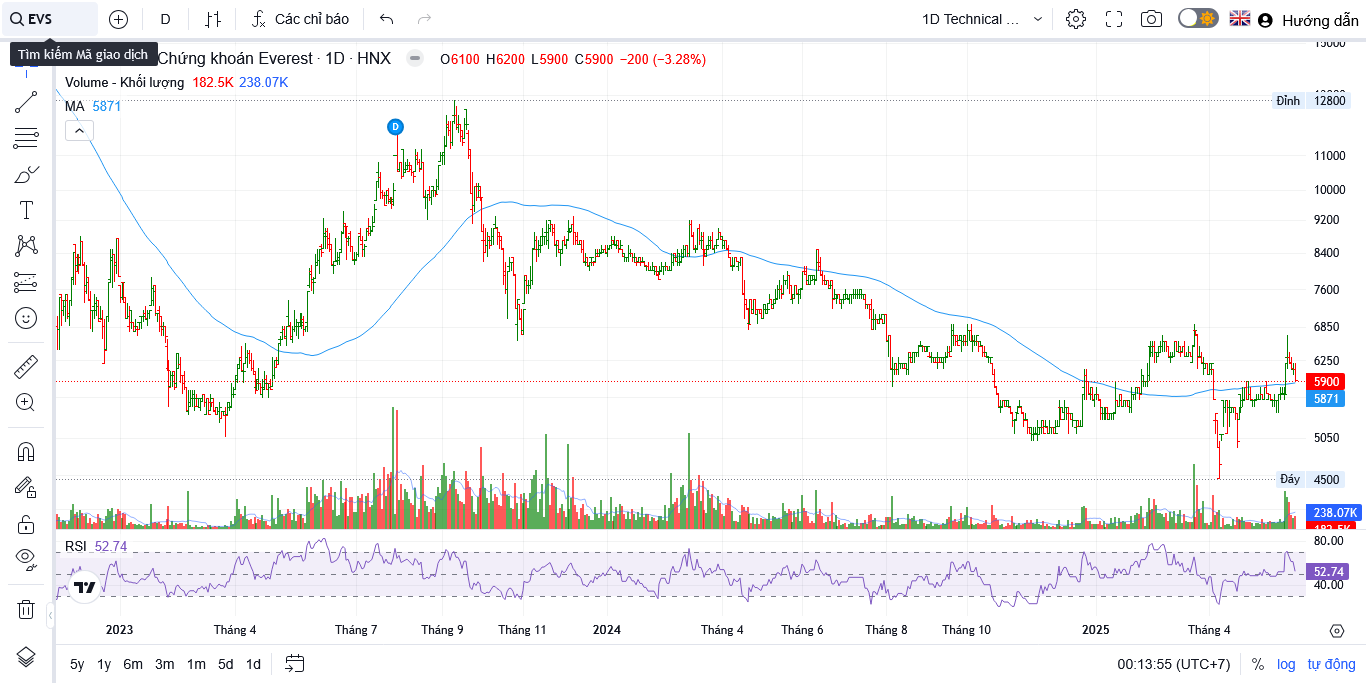 EVS D Các chỉ báo 1D Technical ... Hướng dẫn
Tìm kiếm Mã giao dịch
Chứng khoán Everest · 1D · HNX O6100 H6200 L5900 C5900 −200 (−3.28%)
Volume - Khối lượng 182.5K 238.07K
MA 5871
D
15000
Đỉnh 12800
11000
10000
9200
8400
7600
6850
6250
5900
5871
5050
Đáy 4500
238.07K
182.5K
RSI 52.74
80.00
52.74
40.00
2023 Tháng 4 Tháng 7 Tháng 9 Tháng 11 2024 Tháng 4 Tháng 6 Tháng 8 Tháng 10 2025 Tháng 4
5y 1y 6m 3m 1m 5d 1d 00:13:55 (UTC+7) % log tự động